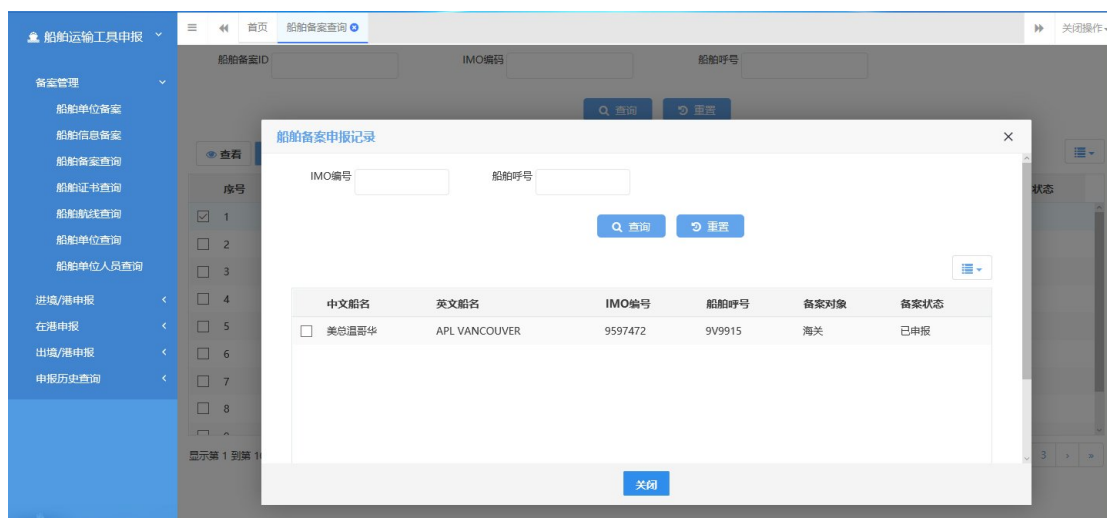 船舶运输工具申报
首页
船舶备案查询
关闭操作
备案管理
船舶单位备案
船舶信息备案
船舶备案查询
船舶证书查询
船舶航线查询
船舶单位查询
船舶单位人员查询
进境/港申报
在港申报
出境/港申报
申报历史查询
船舶备案ID
IMO编码
船舶呼号
查询
重置
查看
序号
状态
1
2
3
4
5
6
7
8
显示第 1 到第 10
3
船舶备案申报记录
IMO编号
船舶呼号
查询
重置
中文船名 英文船名 IMO编号 船舶呼号 备案对象 备案状态
美总温哥华 APL VANCOUVER 9597472 9V9915 海关 已申报
关闭